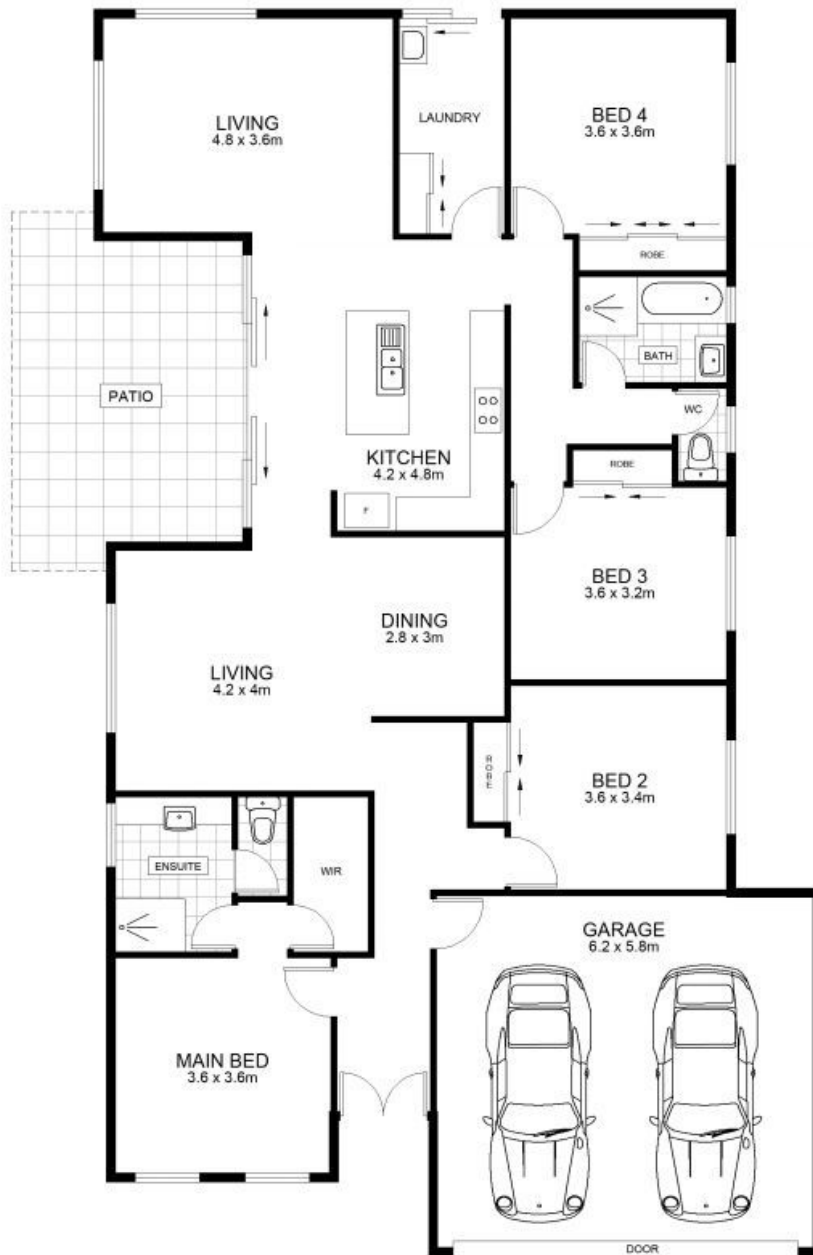 LIVING
4.8 x 3.6m
LAUNDRY
BED 4
3.6 x 3.6m
ROBE
BATH
PATIO
WC
KITCHEN
4.2 x 4.8m
ROBE
F
BED 3
3.6 x 3.2m
DINING
2.8 x 3m
LIVING
4.2 x 4m
ROBE
BED 2
3.6 x 3.4m
ENSUITE
WIR
GARAGE
6.2 x 5.8m
MAIN BED
3.6 x 3.6m
DOOR